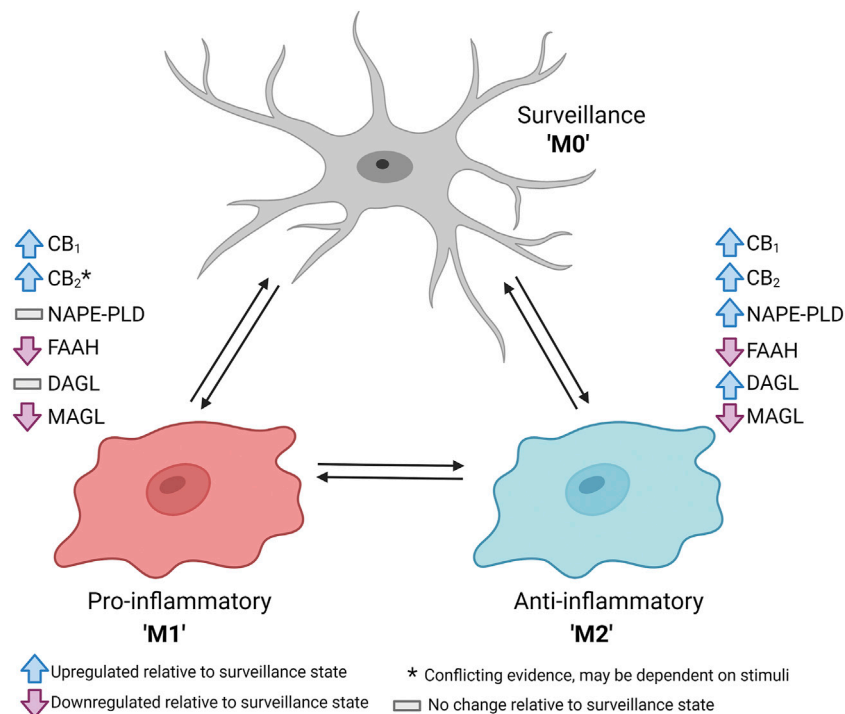 Surveillance
'M0'
CB₁
CB₂*
NAPE-PLD
FAAH
DAGL
MAGL
CB₁
CB₂
NAPE-PLD
FAAH
DAGL
MAGL
Pro-inflammatory
'M1'
Anti-inflammatory
'M2'
Upregulated relative to surveillance state
Downregulated relative to surveillance state
* Conflicting evidence, may be dependent on stimuli
No change relative to surveillance state